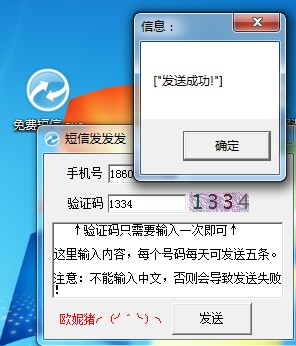 信息：
["发送成功!"]
确定
免费短信.exe
短信发发发
手机号
1860
验证码
1334
1334
↑验证码只需要输入一次即可↑
这里输入内容，每个号码每天可发送五条。
注意：不能输入中文，否则会导致发送失败
！
欧妮猪╭(╯^╰)╮
发送